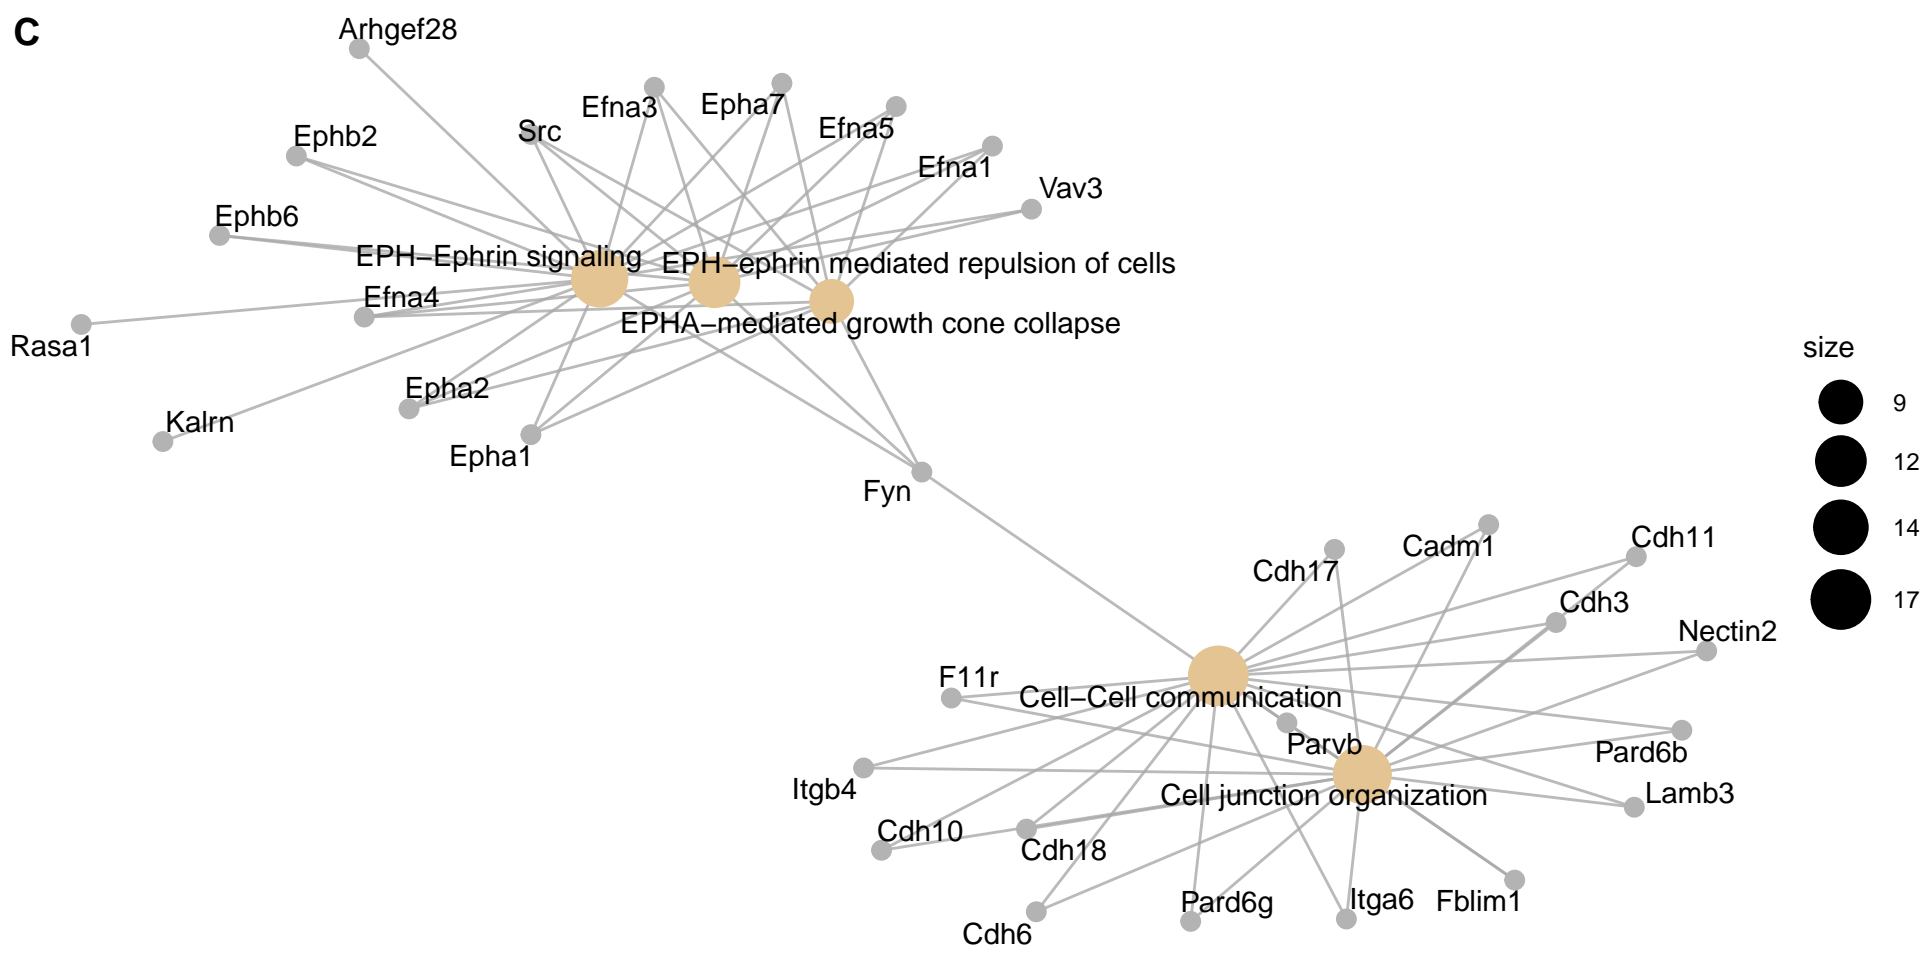 C
Arhgef28
Efna3
Epha7
Efna5
Src
Ephb2
Efna1
Vav3
Ephb6
EPH–Ephrin signaling
EPH–ephrin mediated repulsion of cells
Efna4
EPHA–mediated growth cone collapse
Rasa1
Epha2
Kalrn
Epha1
Fyn
size
9
12
14
17
Cdh17
Cadm1
Cdh11
Cdh3
Nectin2
F11r
Cell–Cell communication
Parvb
Pard6b
Itgb4
Cell junction organization
Lamb3
Cdh10
Cdh18
Pard6g
Itga6
Fblim1
Cdh6